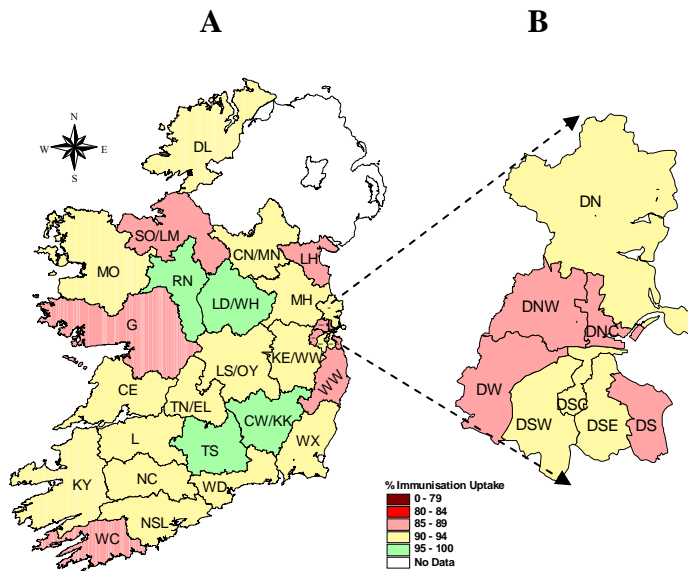 A
B
N
W E
S
DL
SO/LM
CN/MN
LH
MO
RN
LD/WH
MH
G
LS/OY
KE/WW
WW
CE
TN/EL
CW/KK
L
TS
WX
KY
NC
WD
NSL
WC
DN
DNW
DNC
DW
DSC
DSW
DSE
DS
% Immunisation Uptake
0 - 79
80 - 84
85 - 89
90 - 94
95 - 100
No Data